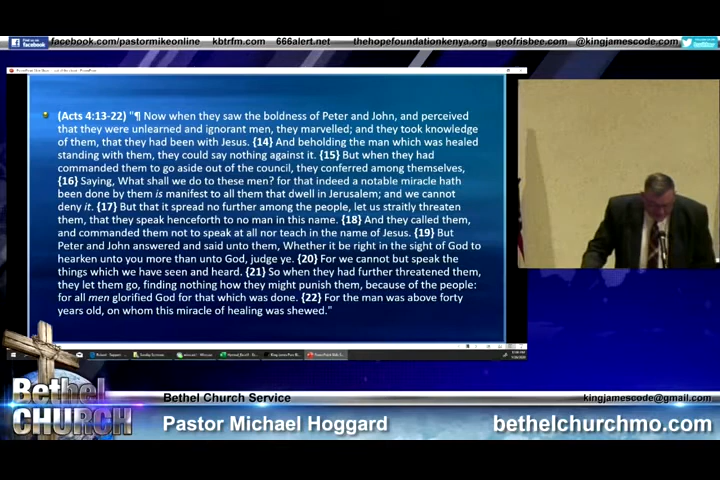 Find us on facebook
facebook.com/pastormikeonline kbtrfm.com 666alert.net thehopefoundationkenya.org geofrisbee.com @kingjamescode.com twitter
(Acts 4:13-22) "¶ Now when they saw the boldness of Peter and John, and perceived
that they were unlearned and ignorant men, they marvelled; and they took knowledge
of them, that they had been with Jesus. {14} And beholding the man which was healed
standing with them, they could say nothing against it. {15} But when they had
commanded them to go aside out of the council, they conferred among themselves,
{16} Saying, What shall we do to these men? for that indeed a notable miracle hath
been done by them is manifest to all them that dwell in Jerusalem; and we cannot
deny it. {17} But that it spread no further among the people, let us straitly threaten
them, that they speak henceforth to no man in this name. {18} And they called them,
and commanded them not to speak at all nor teach in the name of Jesus. {19} But
Peter and John answered and said unto them, Whether it be right in the sight of God to
hearken unto you more than unto God, judge ye. {20} For we cannot but speak the
things which we have seen and heard. {21} So when they had further threatened them,
they let them go, finding nothing how they might punish them, because of the people:
for all men glorified God for that which was done. {22} For the man was above forty
years old, on whom this miracle of healing was shewed."
Bethel
CHURCH
Bethel Church Service kingjamescode@gmail.com
Pastor Michael Hoggard bethelchurchmo.com